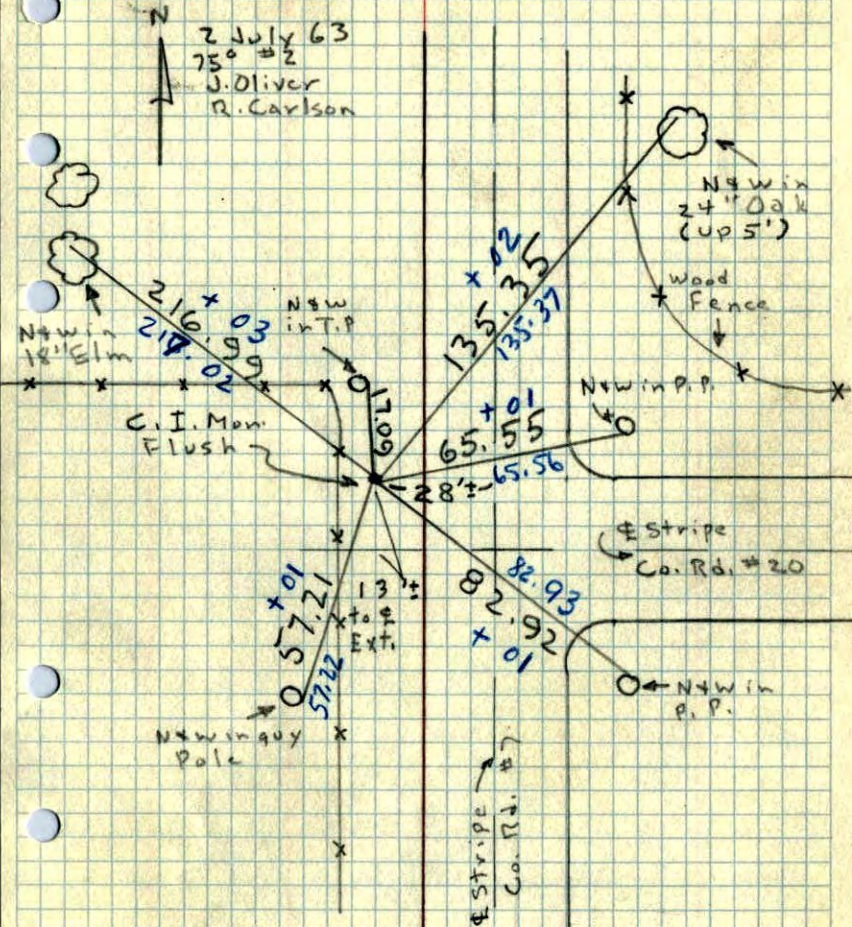 N
2 July 63
75° #2
J. Oliver
R. Carlson
N & W in
24" Oak
(up 5')
Wood
Fence
+ 02
135.35
135.37
216.99
+ 03
217.02
N & W
in T.P
N & W in
18" Elm
17.09
N & W in P.P.
+ 01
65.55
65.56
C. I. Mon.
Flush
28'±
℄ Stripe
Co. Rd. #20
13'±
to ℄
Ext.
82.93
82.92
+ 01
+ 01
57.21
57.22
N & W in guy
Pole
N & W in
P. P.
℄ Stripe
Co. Rd. #7